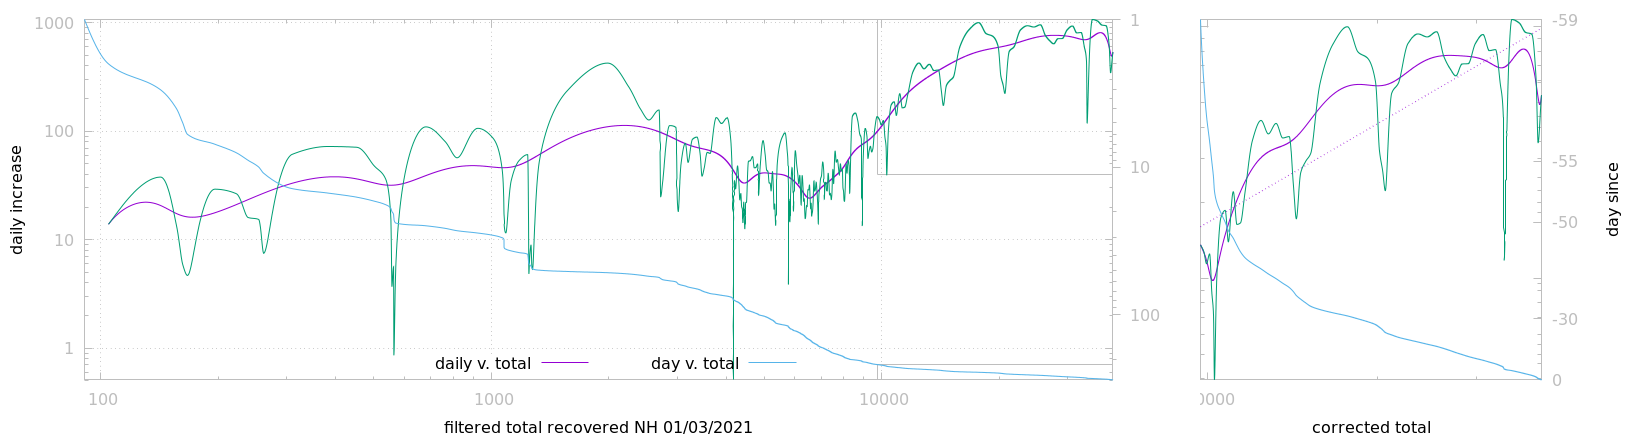 1000
100
10
1
daily increase
100
1000
10000
filtered total recovered NH 01/03/2021
daily v. total
day v. total
1
10
100
-59
-55
-50
-30
0
day since
0000
corrected total